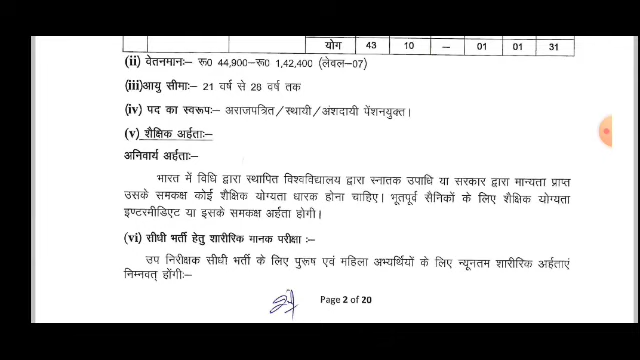 योग 43 10 – 01 01 31
(ii) वेतनमानः- रू0 44,900–रू0 1,42,400 (लेवल-07)
(iii)आयु सीमाः- 21 वर्ष से 28 वर्ष तक
(iv) पद का स्वरूपः- अराजपत्रित/स्थायी/अंशदायी पेंशनयुक्त।
(v) शैक्षिक अर्हताः-
अनिवार्य अर्हताः-
भारत में विधि द्वारा स्थापित विश्वविद्यालय द्वारा स्नातक उपाधि या सरकार द्वारा मान्यता प्राप्त
उसके समकक्ष कोई शैक्षिक योग्यता धारक होना चाहिए। भूतपूर्व सैनिकों के लिए शैक्षिक योग्यता
इण्टरमीडिएट या इसके समकक्ष अर्हता होगी।
(vi) सीधी भर्ती हेतु शारीरिक मानक परीक्षा :-
उप निरीक्षक सीधी भर्ती के लिए पुरूष एवं महिला अभ्यर्थियों के लिए न्यूनतम शारीरिक अर्हताएं
निम्नवत् होंगी:-
Page 2 of 20